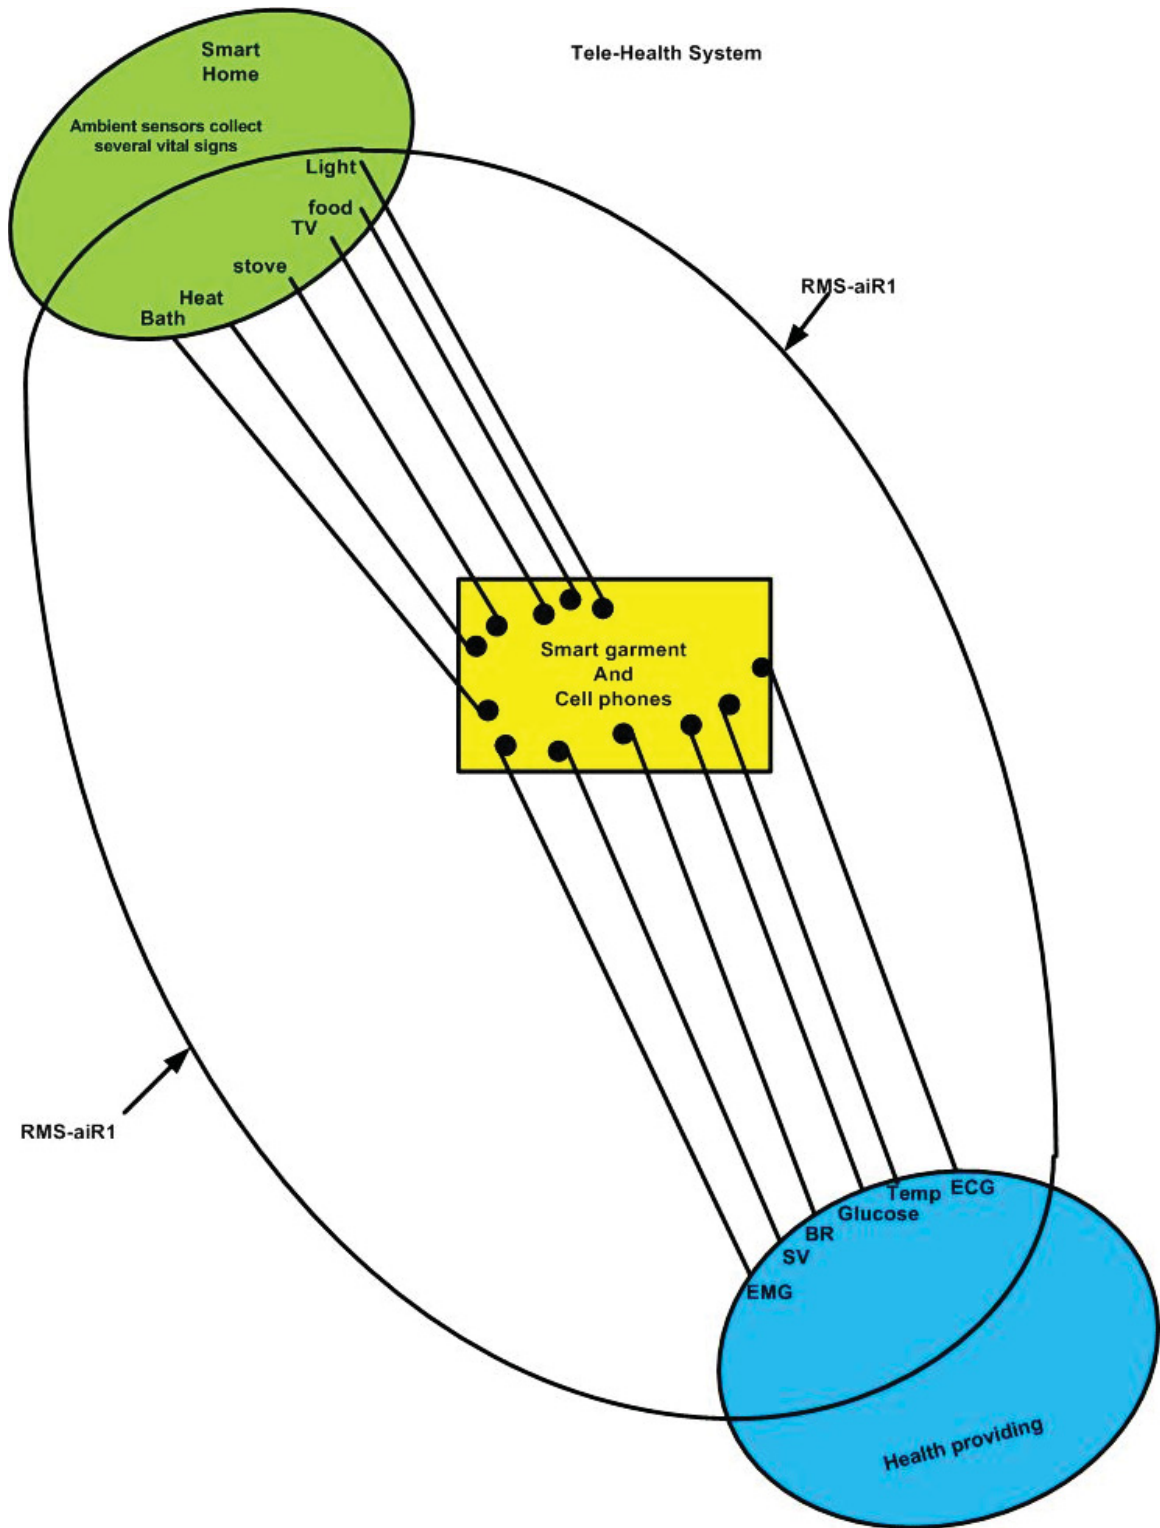 Smart
Home
Tele-Health System
Ambient sensors collect
several vital signs
Light
food
TV
stove
Heat
Bath
RMS-aiR1
Smart garment
And
Cell phones
RMS-aiR1
ECG
Temp
Glucose
BR
SV
EMG
Health providing